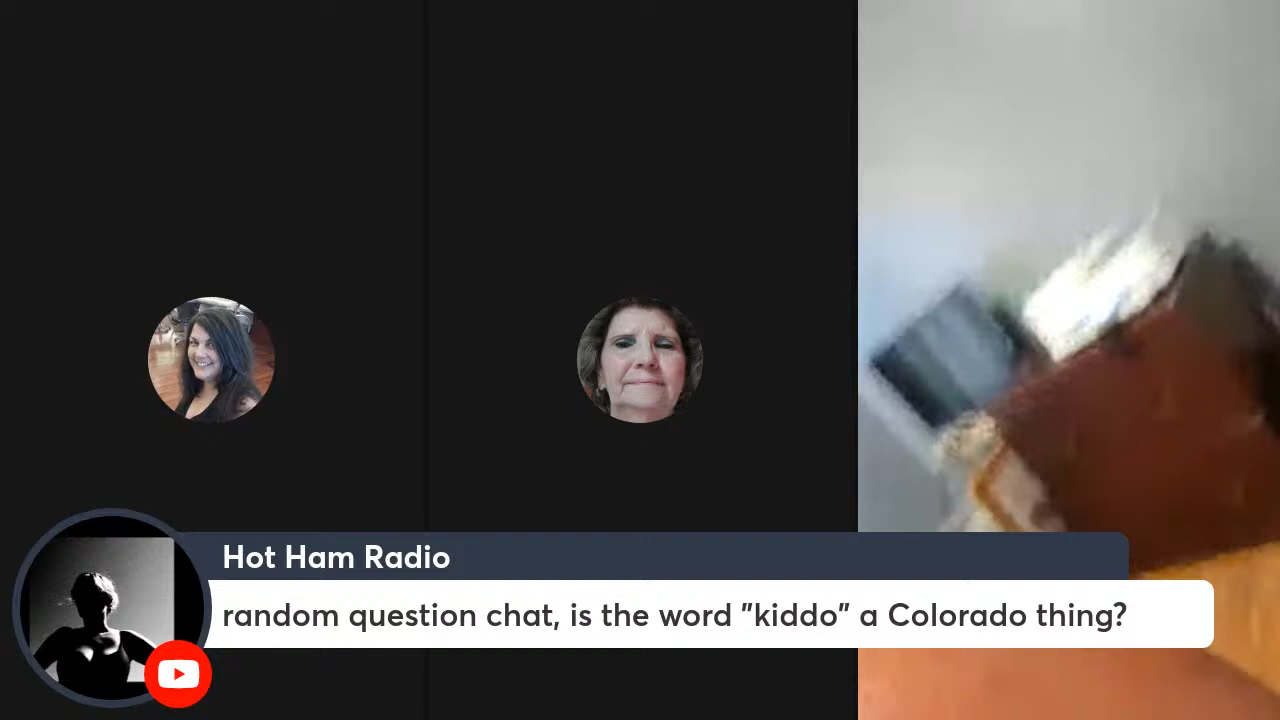 Hot Ham Radio
random question chat, is the word "kiddo" a Colorado thing?